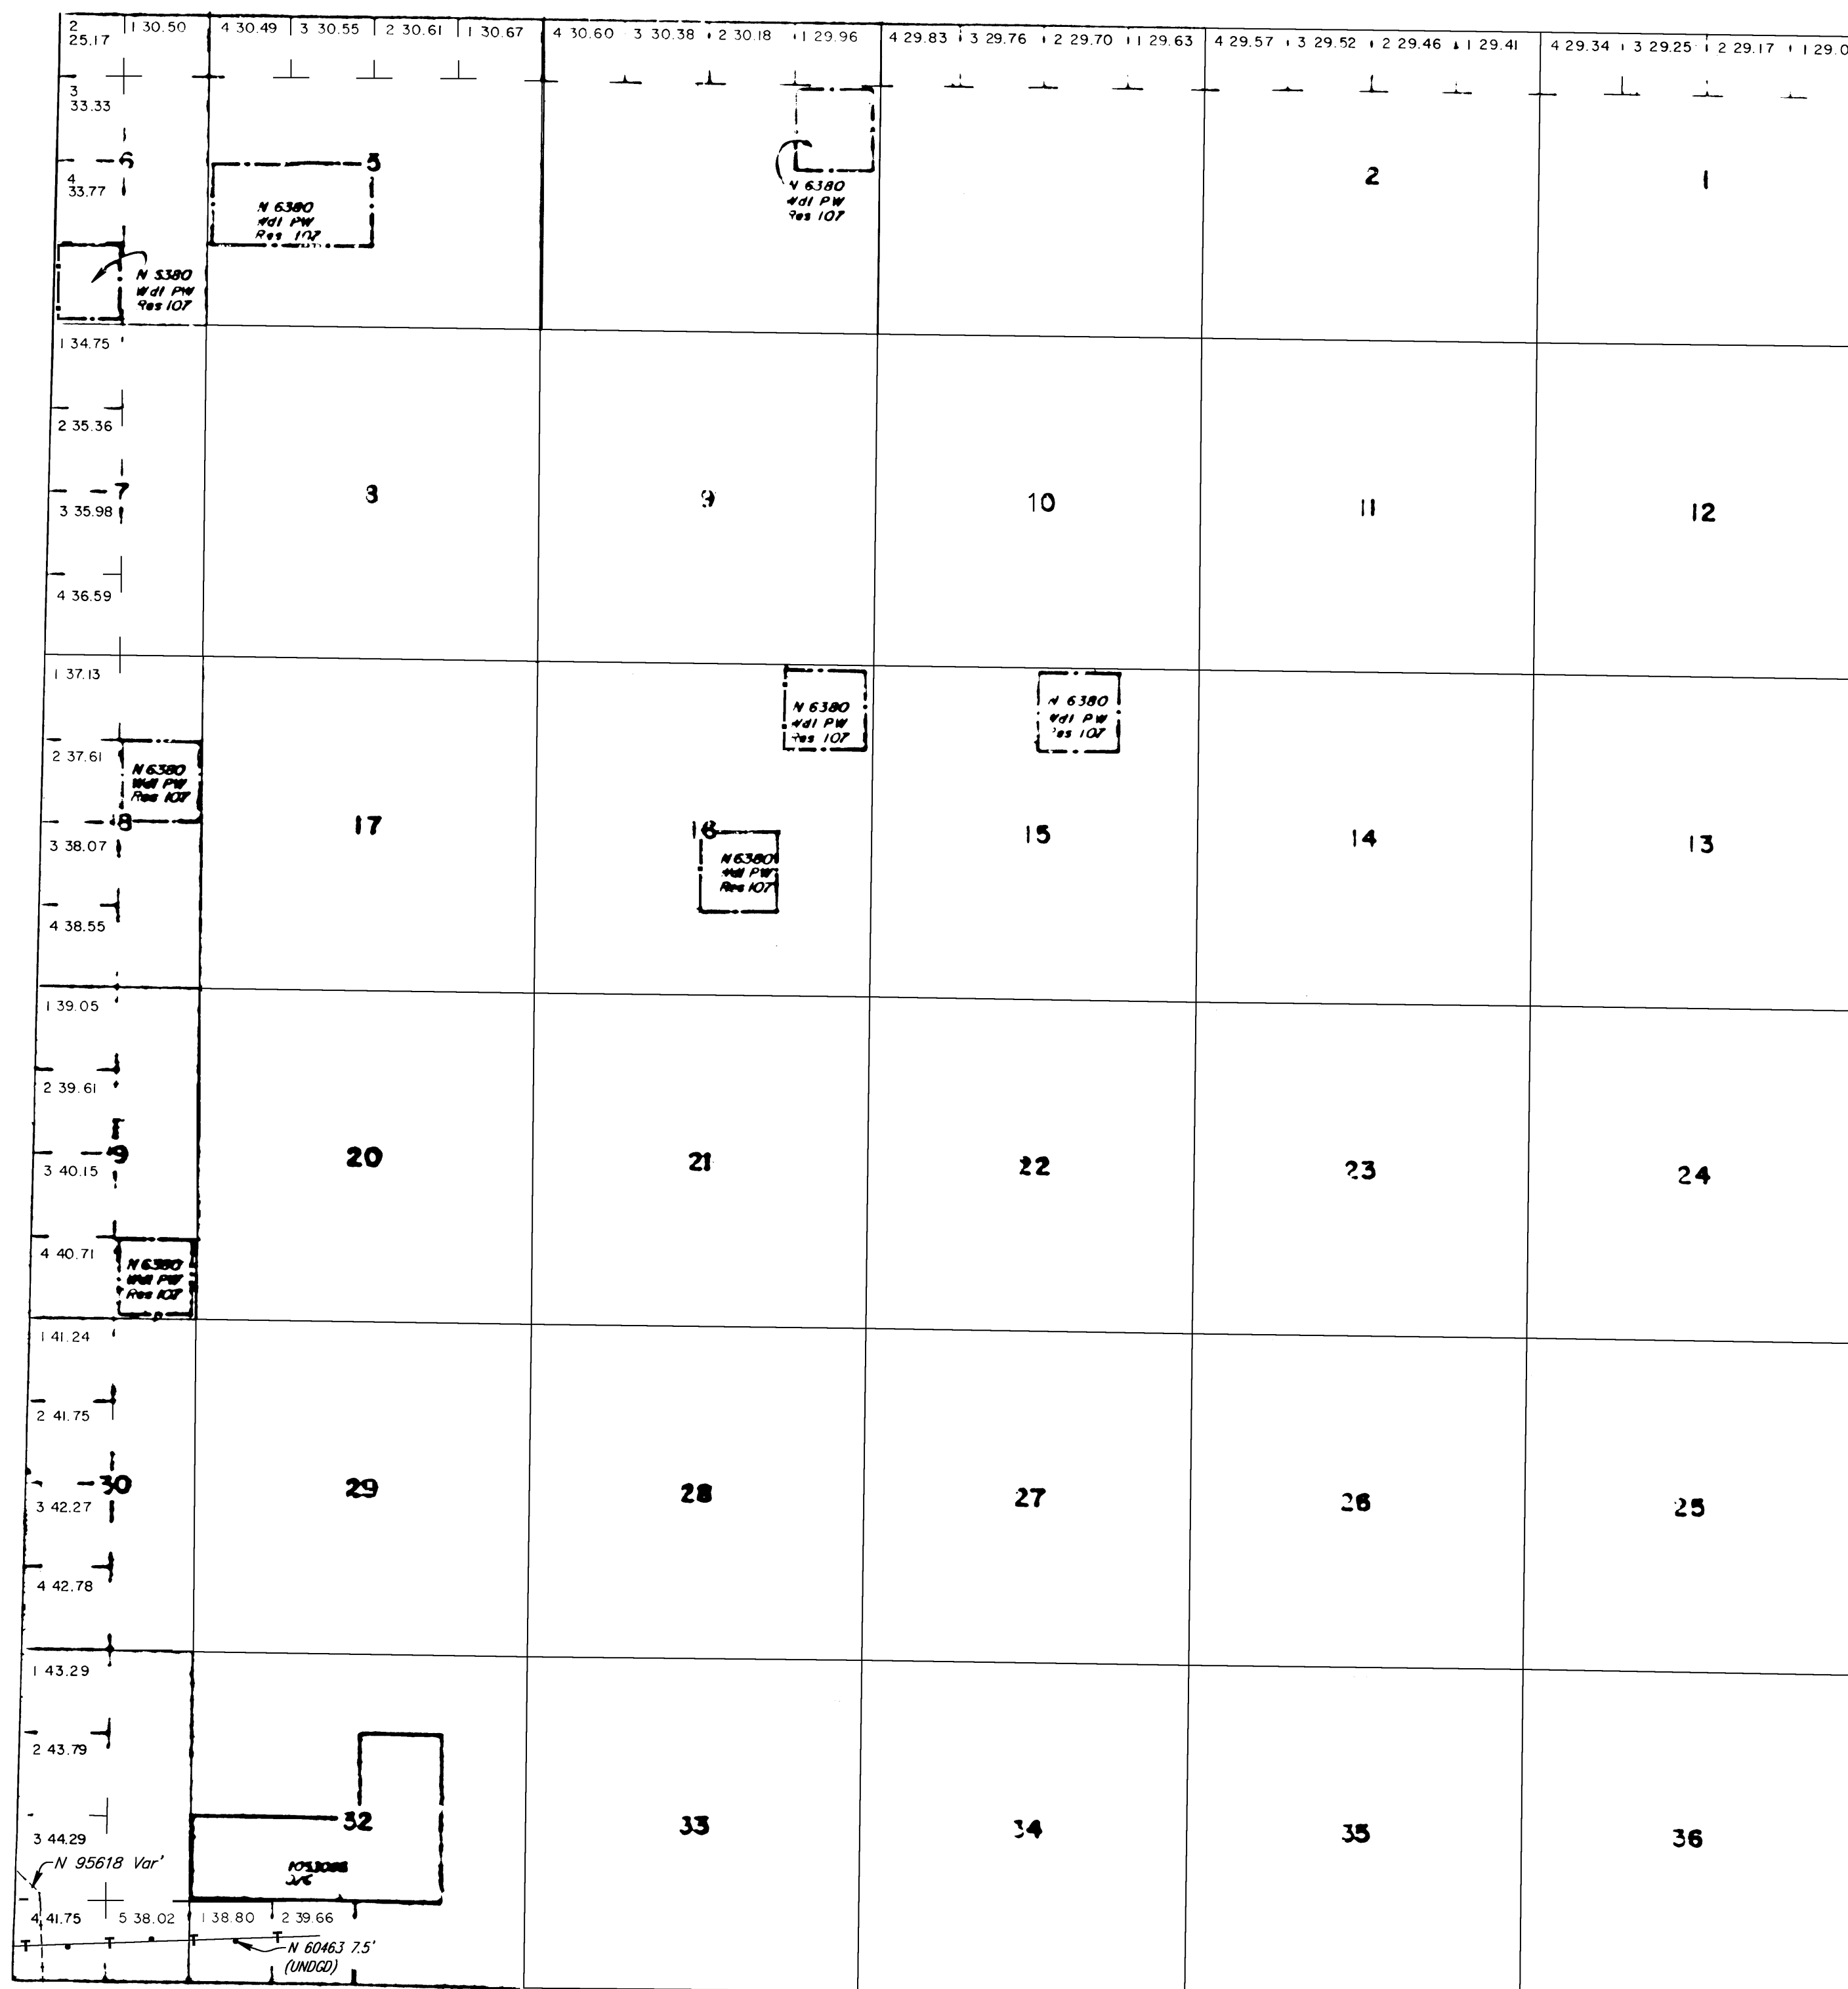 2 1 30.50 4 30.49 3 30.55 2 30.61 1 30.67 4 30.60 3 30.38 2 30.18 1 29.96 4 29.83 3 29.76 2 29.70 1 29.63 4 29.57 3 29.52 2 29.46 1 29.41 4 29.34 3 29.25 2 29.17 1 29.0
25.17
3
33.33
6 5 2 1
4
33.77
N 6380
Wdl PW
Res 107
N 6380
Wdl PW
Res 107
N 5380
Wdl PW
Res 107
1 34.75
2 35.36
7 8 9 10 11 12
3 35.98
4 36.59
1 37.13
N 6380
Wdl PW
Res 107
N 6380
Wdl PW
Res 107
2 37.61
N 6380
Wdl PW
Res 107
8 17 16 15 14 13
3 38.07
N 6380
Wdl PW
Res 107
4 38.55
1 39.05
2 39.61
9 20 21 22 23 24
3 40.15
4 40.71
N 6380
Wdl PW
Res 107
1 41.24
2 41.75
30 29 28 27 26 25
3 42.27
4 42.78
1 43.29
2 43.79
32 33 34 35 36
3 44.29
N 95618 Var'
4 41.75 5 38.02 1 38.80 2 39.66
T T T T
N 60463 7.5'
(UNDGD)